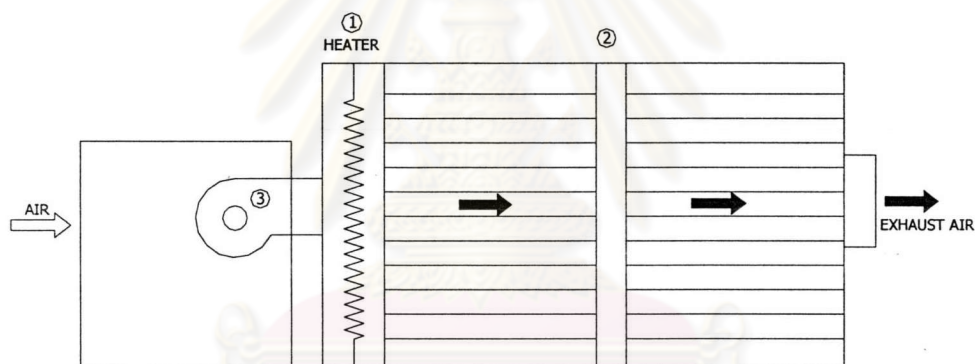 ①
HEATER
②
③
AIR
EXHAUST AIR